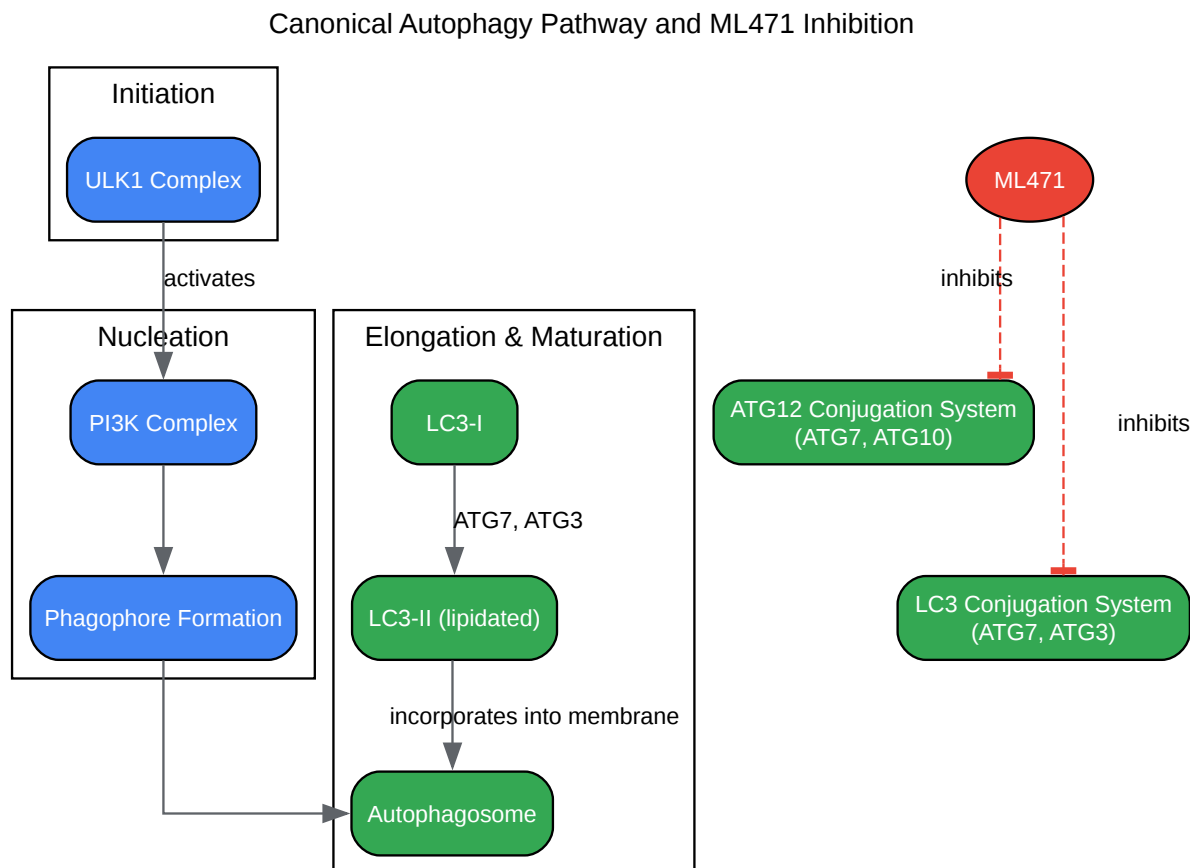 Canonical Autophagy Pathway and ML471 Inhibition
Initiation
ULK1 Complex
ML471
activates
inhibits
Nucleation
Elongation & Maturation
PI3K Complex
LC3-I
ATG12 Conjugation System
(ATG7, ATG10)
inhibits
ATG7, ATG3
Phagophore Formation
LC3-II (lipidated)
LC3 Conjugation System
(ATG7, ATG3)
incorporates into membrane
Autophagosome